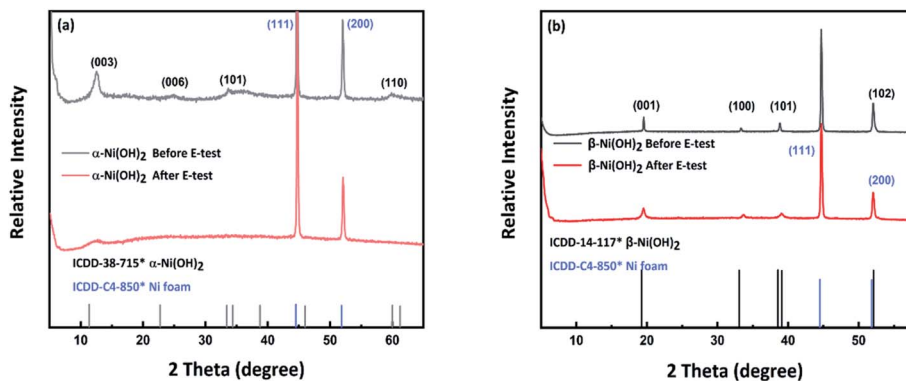 (a)
(111)
(200)
(003)
(006)
(101)
(110)
α-Ni(OH)2 Before E-test
α-Ni(OH)2 After E-test
ICDD-38-715* α-Ni(OH)2
ICDD-C4-850* Ni foam
10 20 30 40 50 60
2 Theta (degree)
Relative Intensity
(b)
(001)
(100)
(101)
(102)
β-Ni(OH)2 Before E-test
β-Ni(OH)2 After E-test
(111)
(200)
ICDD-14-117* β-Ni(OH)2
ICDD-C4-850* Ni foam
10 20 30 40 50
2 Theta (degree)
Relative Intensity